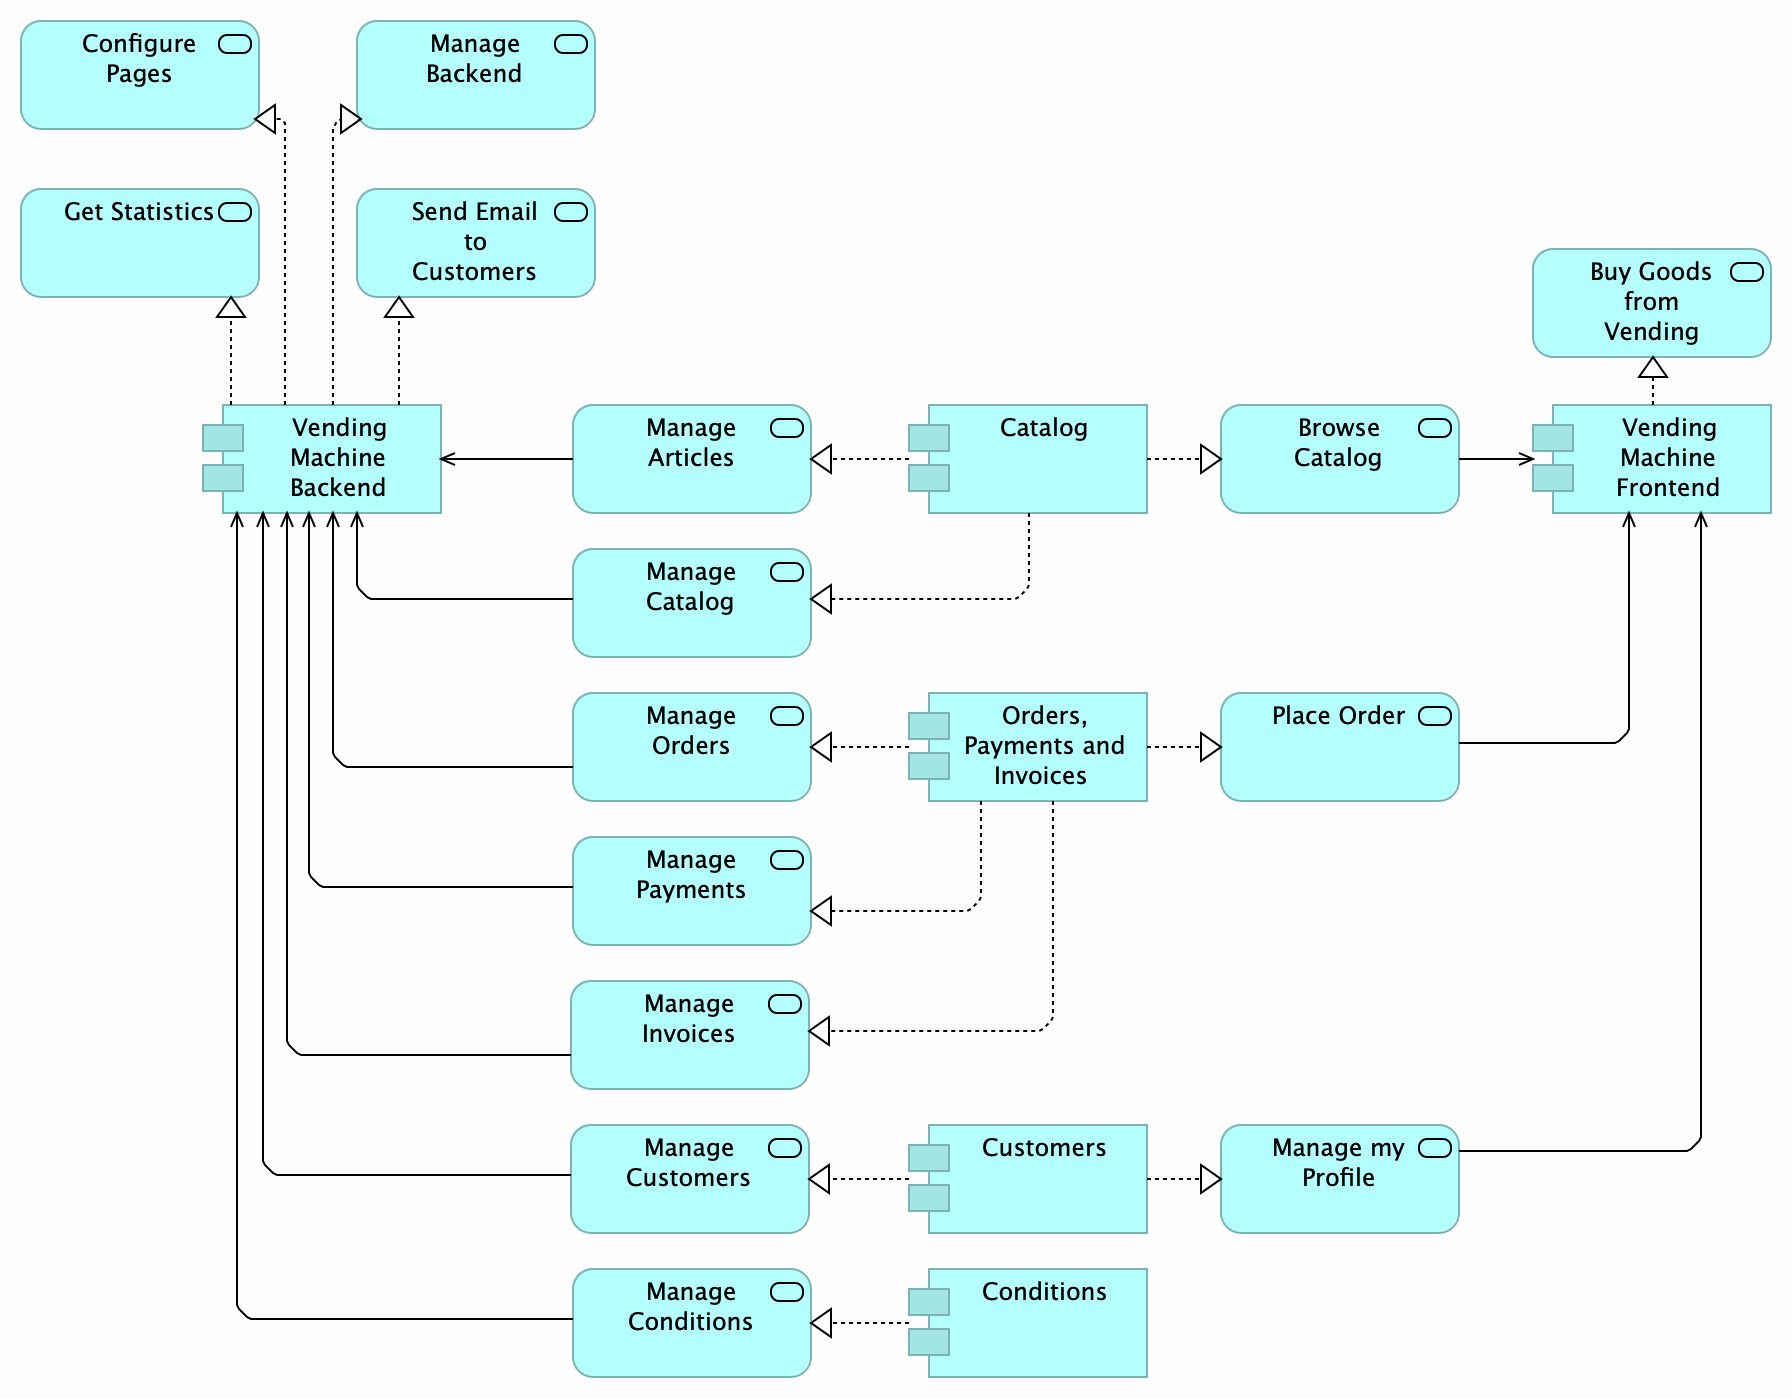 Configure
Pages
Manage
Backend
Get Statistics
Send Email
to
Customers
Buy Goods
from
Vending
Vending
Machine
Backend
Manage
Articles
Catalog
Browse
Catalog
Vending
Machine
Frontend
Manage
Catalog
Manage
Orders
Orders,
Payments and
Invoices
Place Order
Manage
Payments
Manage
Invoices
Manage
Customers
Customers
Manage my
Profile
Manage
Conditions
Conditions